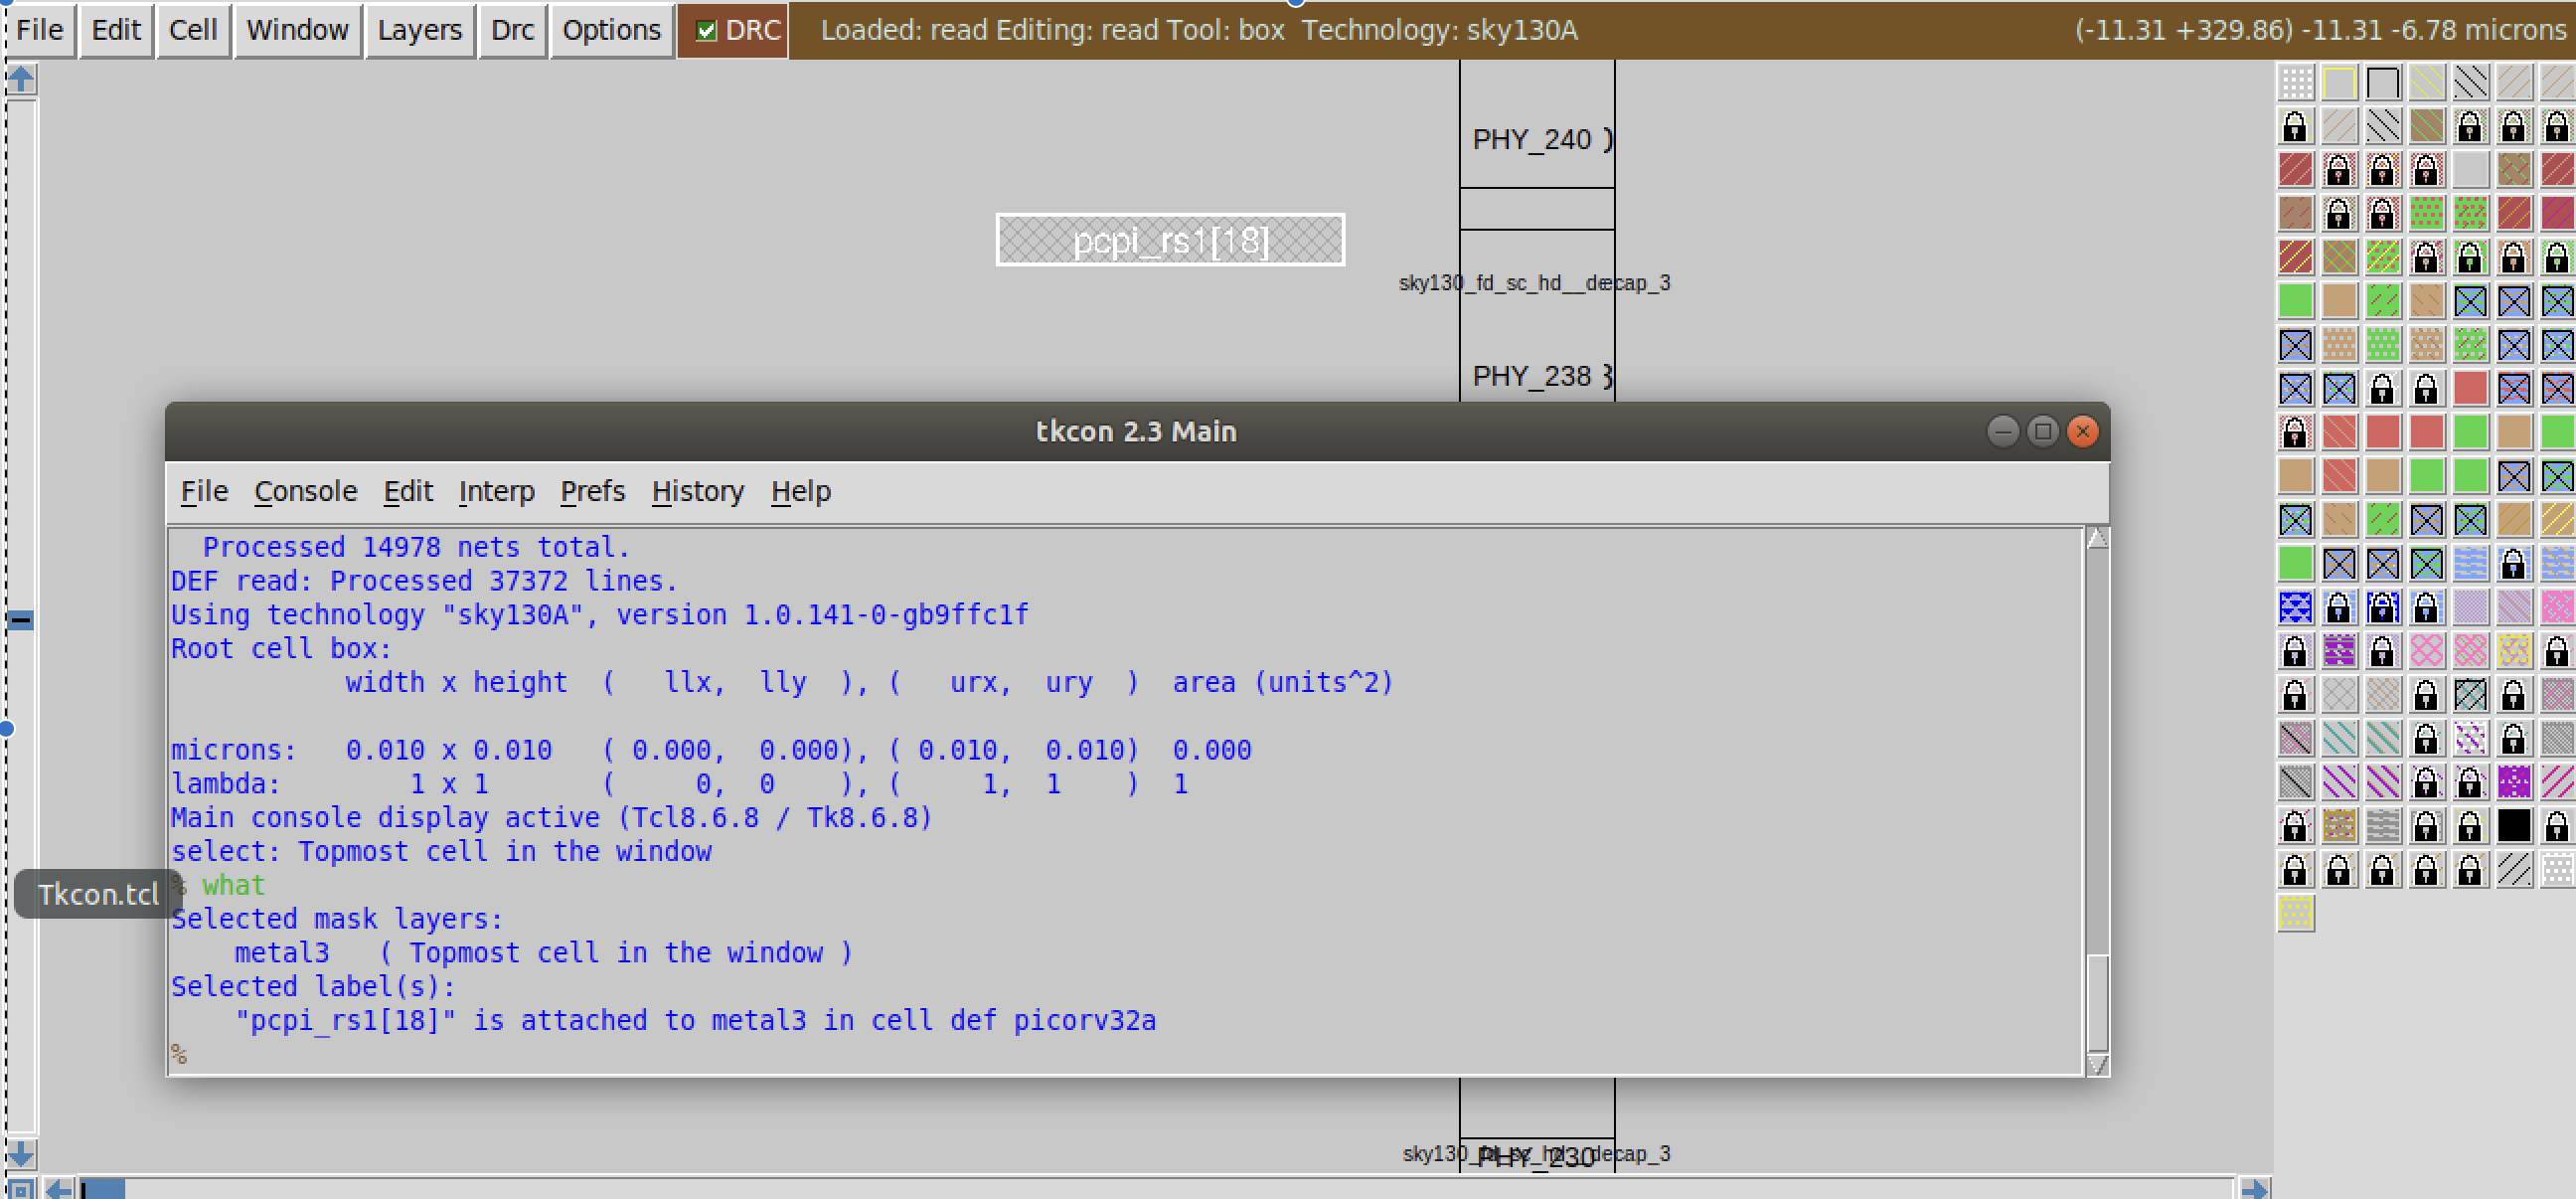 File Edit Cell Window Layers Drc Options DRC Loaded: read Editing: read Tool: box Technology: sky130A (-11.31 +329.86) -11.31 -6.78 microns
PHY_240
pcpi_rs1[18]
sky130_fd_sc_hd__decap_3
PHY_238
tkcon 2.3 Main
File Console Edit Interp Prefs History Help
Processed 14978 nets total.
DEF read: Processed 37372 lines.
Using technology "sky130A", version 1.0.141-0-gb9ffc1f
Root cell box:
width x height ( llx, lly ), ( urx, ury ) area (units^2)
microns: 0.010 x 0.010 ( 0.000, 0.000), ( 0.010, 0.010) 0.000
lambda: 1 x 1 ( 0, 0 ), ( 1, 1 ) 1
Main console display active (Tcl8.6.8 / Tk8.6.8)
select: Topmost cell in the window
% what
Tkcon.tcl
Selected mask layers:
metal3 ( Topmost cell in the window )
Selected label(s):
"pcpi_rs1[18]" is attached to metal3 in cell def picorv32a
%
sky130_fd_sc_hd__decap_3
PHY_230